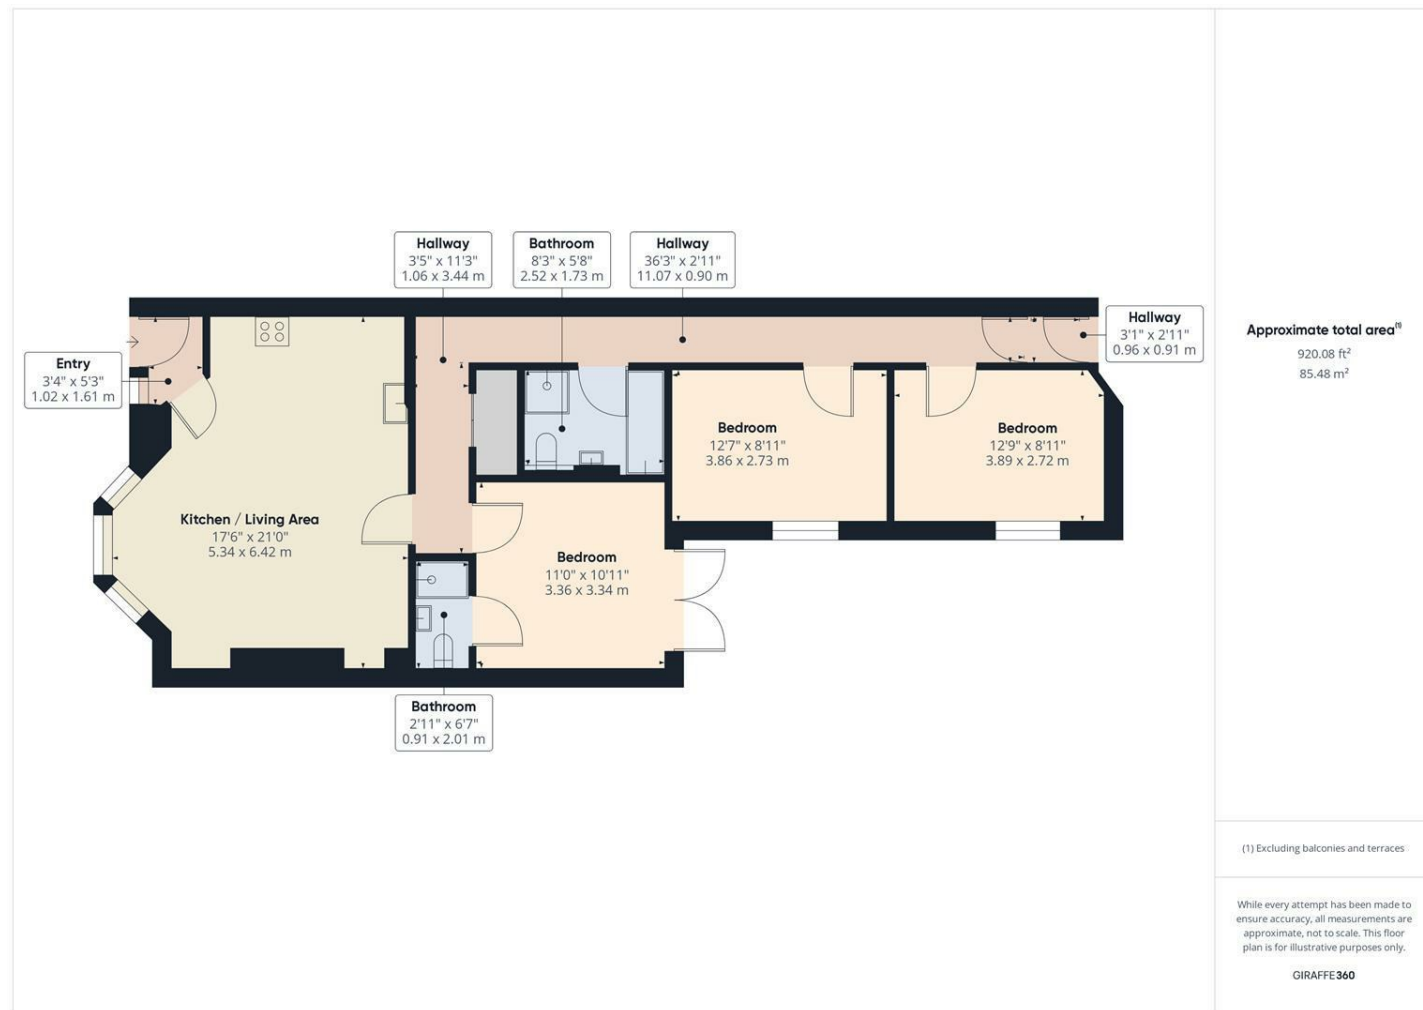 Hallway
3'5" x 11'3"
1.06 x 3.44 m
Bathroom
8'3" x 5'8"
2.52 x 1.73 m
Hallway
36'3" x 2'11"
11.07 x 0.90 m
Hallway
3'1" x 2'11"
0.96 x 0.91 m
Entry
3'4" x 5'3"
1.02 x 1.61 m
Bedroom
12'7" x 8'11"
3.86 x 2.73 m
Bedroom
12'9" x 8'11"
3.89 x 2.72 m
Kitchen / Living Area
17'6" x 21'0"
5.34 x 6.42 m
Bedroom
11'0" x 10'11"
3.36 x 3.34 m
Bathroom
2'11" x 6'7"
0.91 x 2.01 m
Approximate total area⁽¹⁾
920.08 ft²
85.48 m²
(1) Excluding balconies and terraces
While every attempt has been made to
ensure accuracy, all measurements are
approximate, not to scale. This floor
plan is for illustrative purposes only.
GIRAFFE360